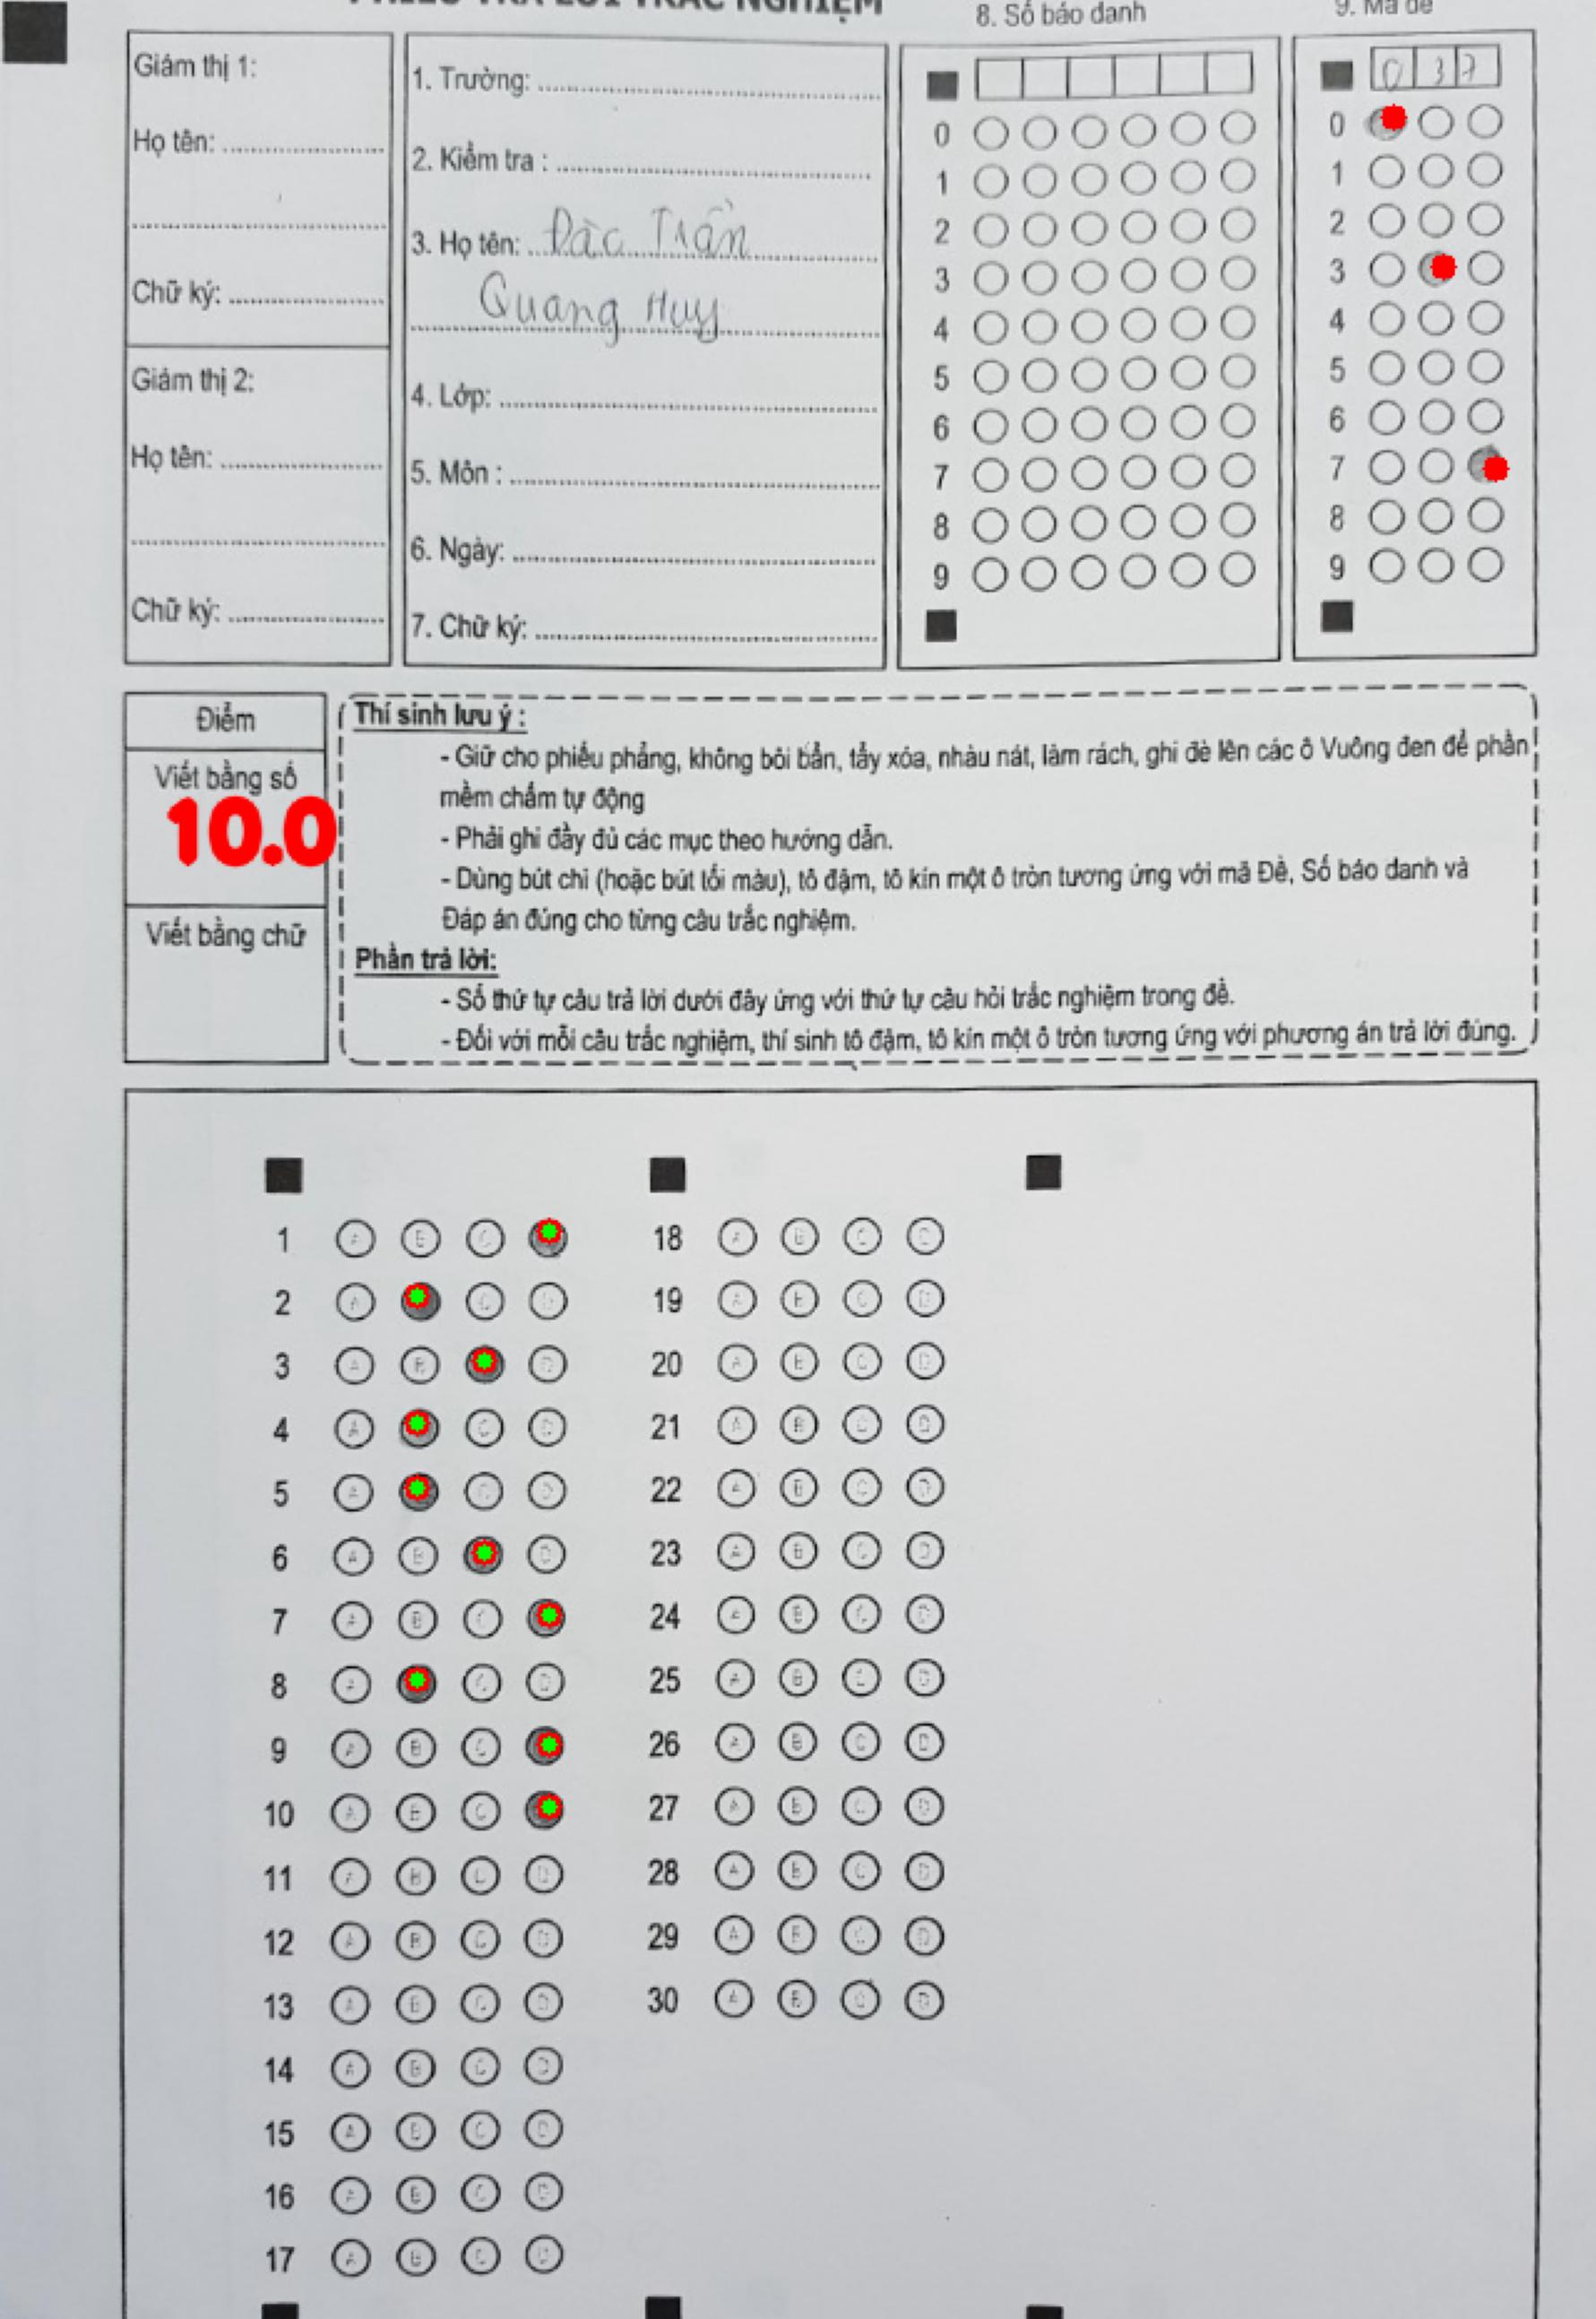 PHIẾU TRẢ LỜI TRẮC NGHIỆM
8. Số báo danh
9. Mã đề
Giám thị 1:
Họ tên:
Chữ ký:
Giám thị 2:
Họ tên:
Chữ ký:
1. Trường:
2. Kiểm tra :
3. Họ tên: Đàc Trần
Quang Huy
4. Lớp:
5. Môn :
6. Ngày:
7. Chữ ký:
0
1
2
3
4
5
6
7
8
9
0 3 7
0
1
2
3
4
5
6
7
8
9
Điểm
Viết bằng số
10.0
Viết bằng chữ
Thí sinh lưu ý :
- Giữ cho phiếu phẳng, không bôi bẩn, tẩy xóa, nhàu nát, làm rách, ghi đè lên các ô Vuông đen để phần
mềm chấm tự động
- Phải ghi đầy đủ các mục theo hướng dẫn.
- Dùng bút chì (hoặc bút tối màu), tô đậm, tô kín một ô tròn tương ứng với mã Đề, Số báo danh và
Đáp án đúng cho từng câu trắc nghiệm.
Phần trả lời:
- Số thứ tự câu trả lời dưới đây ứng với thứ tự câu hỏi trắc nghiệm trong đề.
- Đối với mỗi câu trắc nghiệm, thí sinh tô đậm, tô kín một ô tròn tương ứng với phương án trả lời đúng.
1 A B C
2 A C D
3 A B D
4 A C D
5 A C D
6 A B D
7 A B C
8 A C D
9 A B C
10 A B C
11 A B C D
12 A B C D
13 A B C D
14 A B C D
15 A B C D
16 A B C D
17 A B C D
18 A B C D
19 A B C D
20 A B C D
21 A B C D
22 A B C D
23 A B C D
24 A B C D
25 A B C D
26 A B C D
27 A B C D
28 A B C D
29 A B C D
30 A B C D